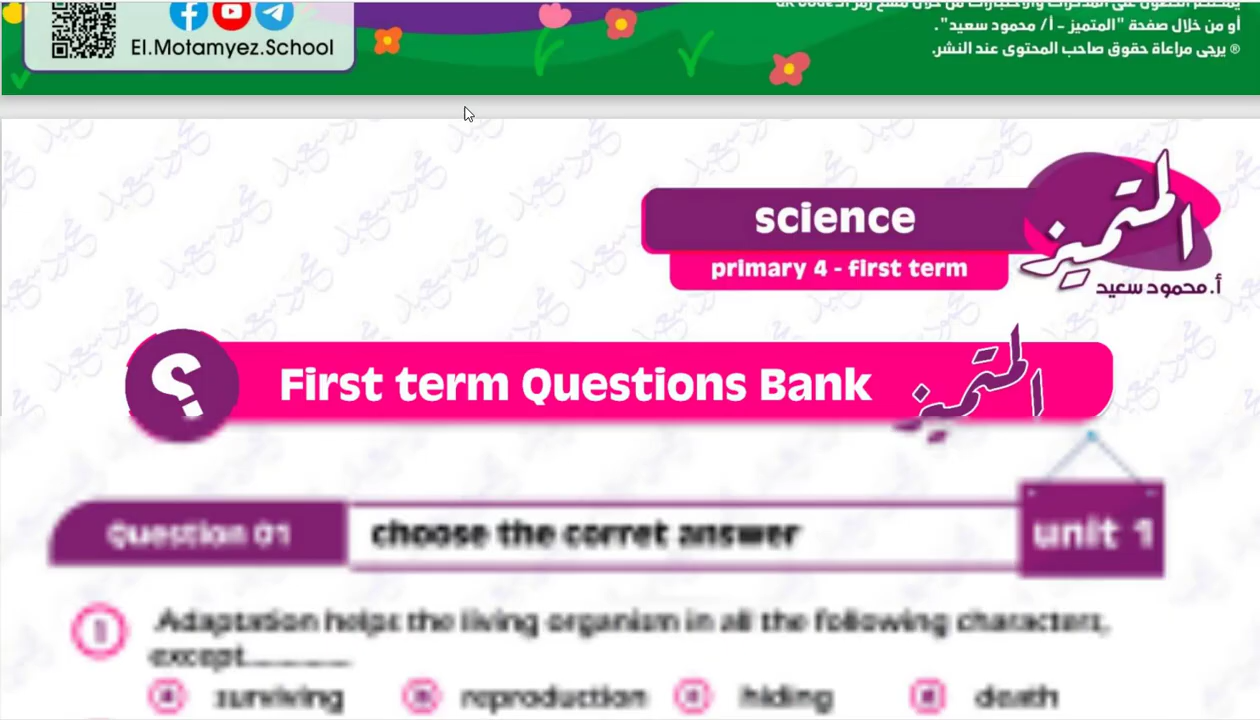 El.Motamyez.School
أو من خلال صفحة "المتميز - أ/ محمود سعيد".
® يرجى مراعاة حقوق صاحب المحتوى عند النشر.
science
المتميز
primary 4 - first term
أ. محمود سعيد
First term Questions Bank
المتميز
Question 01
choose the corret answer
unit 1
1
Adaptation helps the living organism in all the following characters,
except
surviving
reproduction
hiding
death